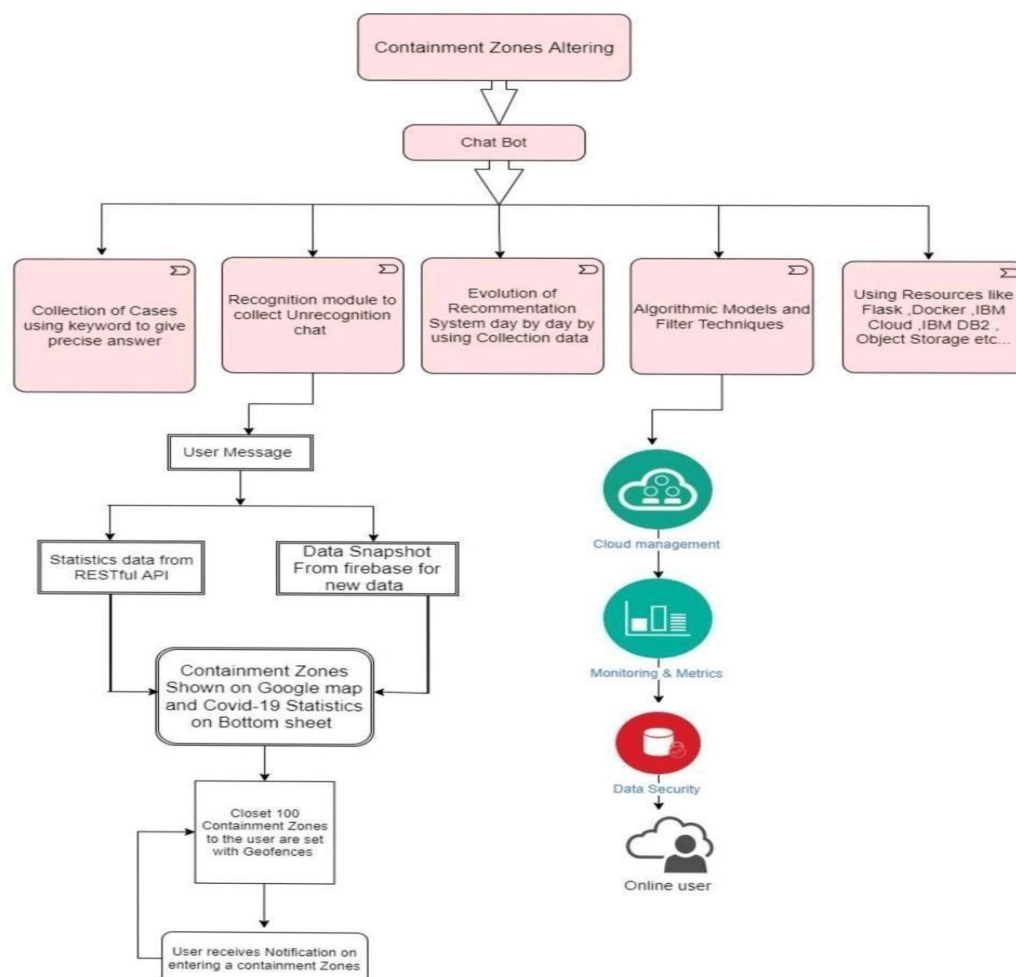 Containment Zones Altering
Chat Bot
Collection of Cases
using keyword to give
precise answer
Recognition module to
collect Unrecognition
chat
Evolution of
Recommentation
System day by day by
using Collection data
Algorithmic Models and
Filter Techniques
Using Resources like
Flask ,Docker ,IBM
Cloud ,IBM DB2 ,
Object Storage etc...
User Message
Statistics data from
RESTful API
Data Snapshot
From firebase for
new data
Containment Zones
Shown on Google map
and Covid-19 Statistics
on Bottom sheet
Closet 100
Containment Zones
to the user are set
with Geofences
User receives Notification on
entering a containment Zones
Cloud management
Monitoring & Metrics
Data Security
Online user